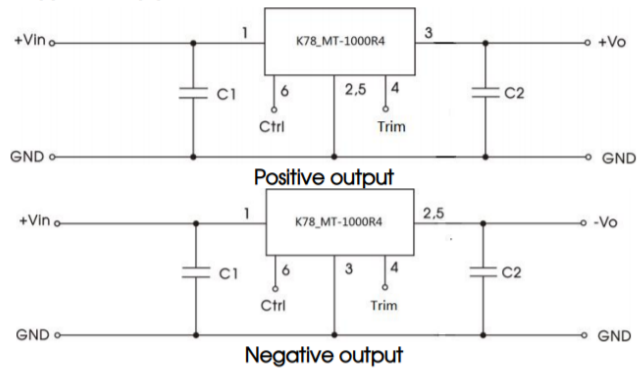 +Vin 1 K78_MT-1000R4 3 +Vo
C1 6 2,5 4 C2
Ctrl Trim
GND GND
Positive output
+Vin 1 K78_MT-1000R4 2,5 -Vo
C1 6 3 4 C2
Ctrl Trim
GND GND
Negative output